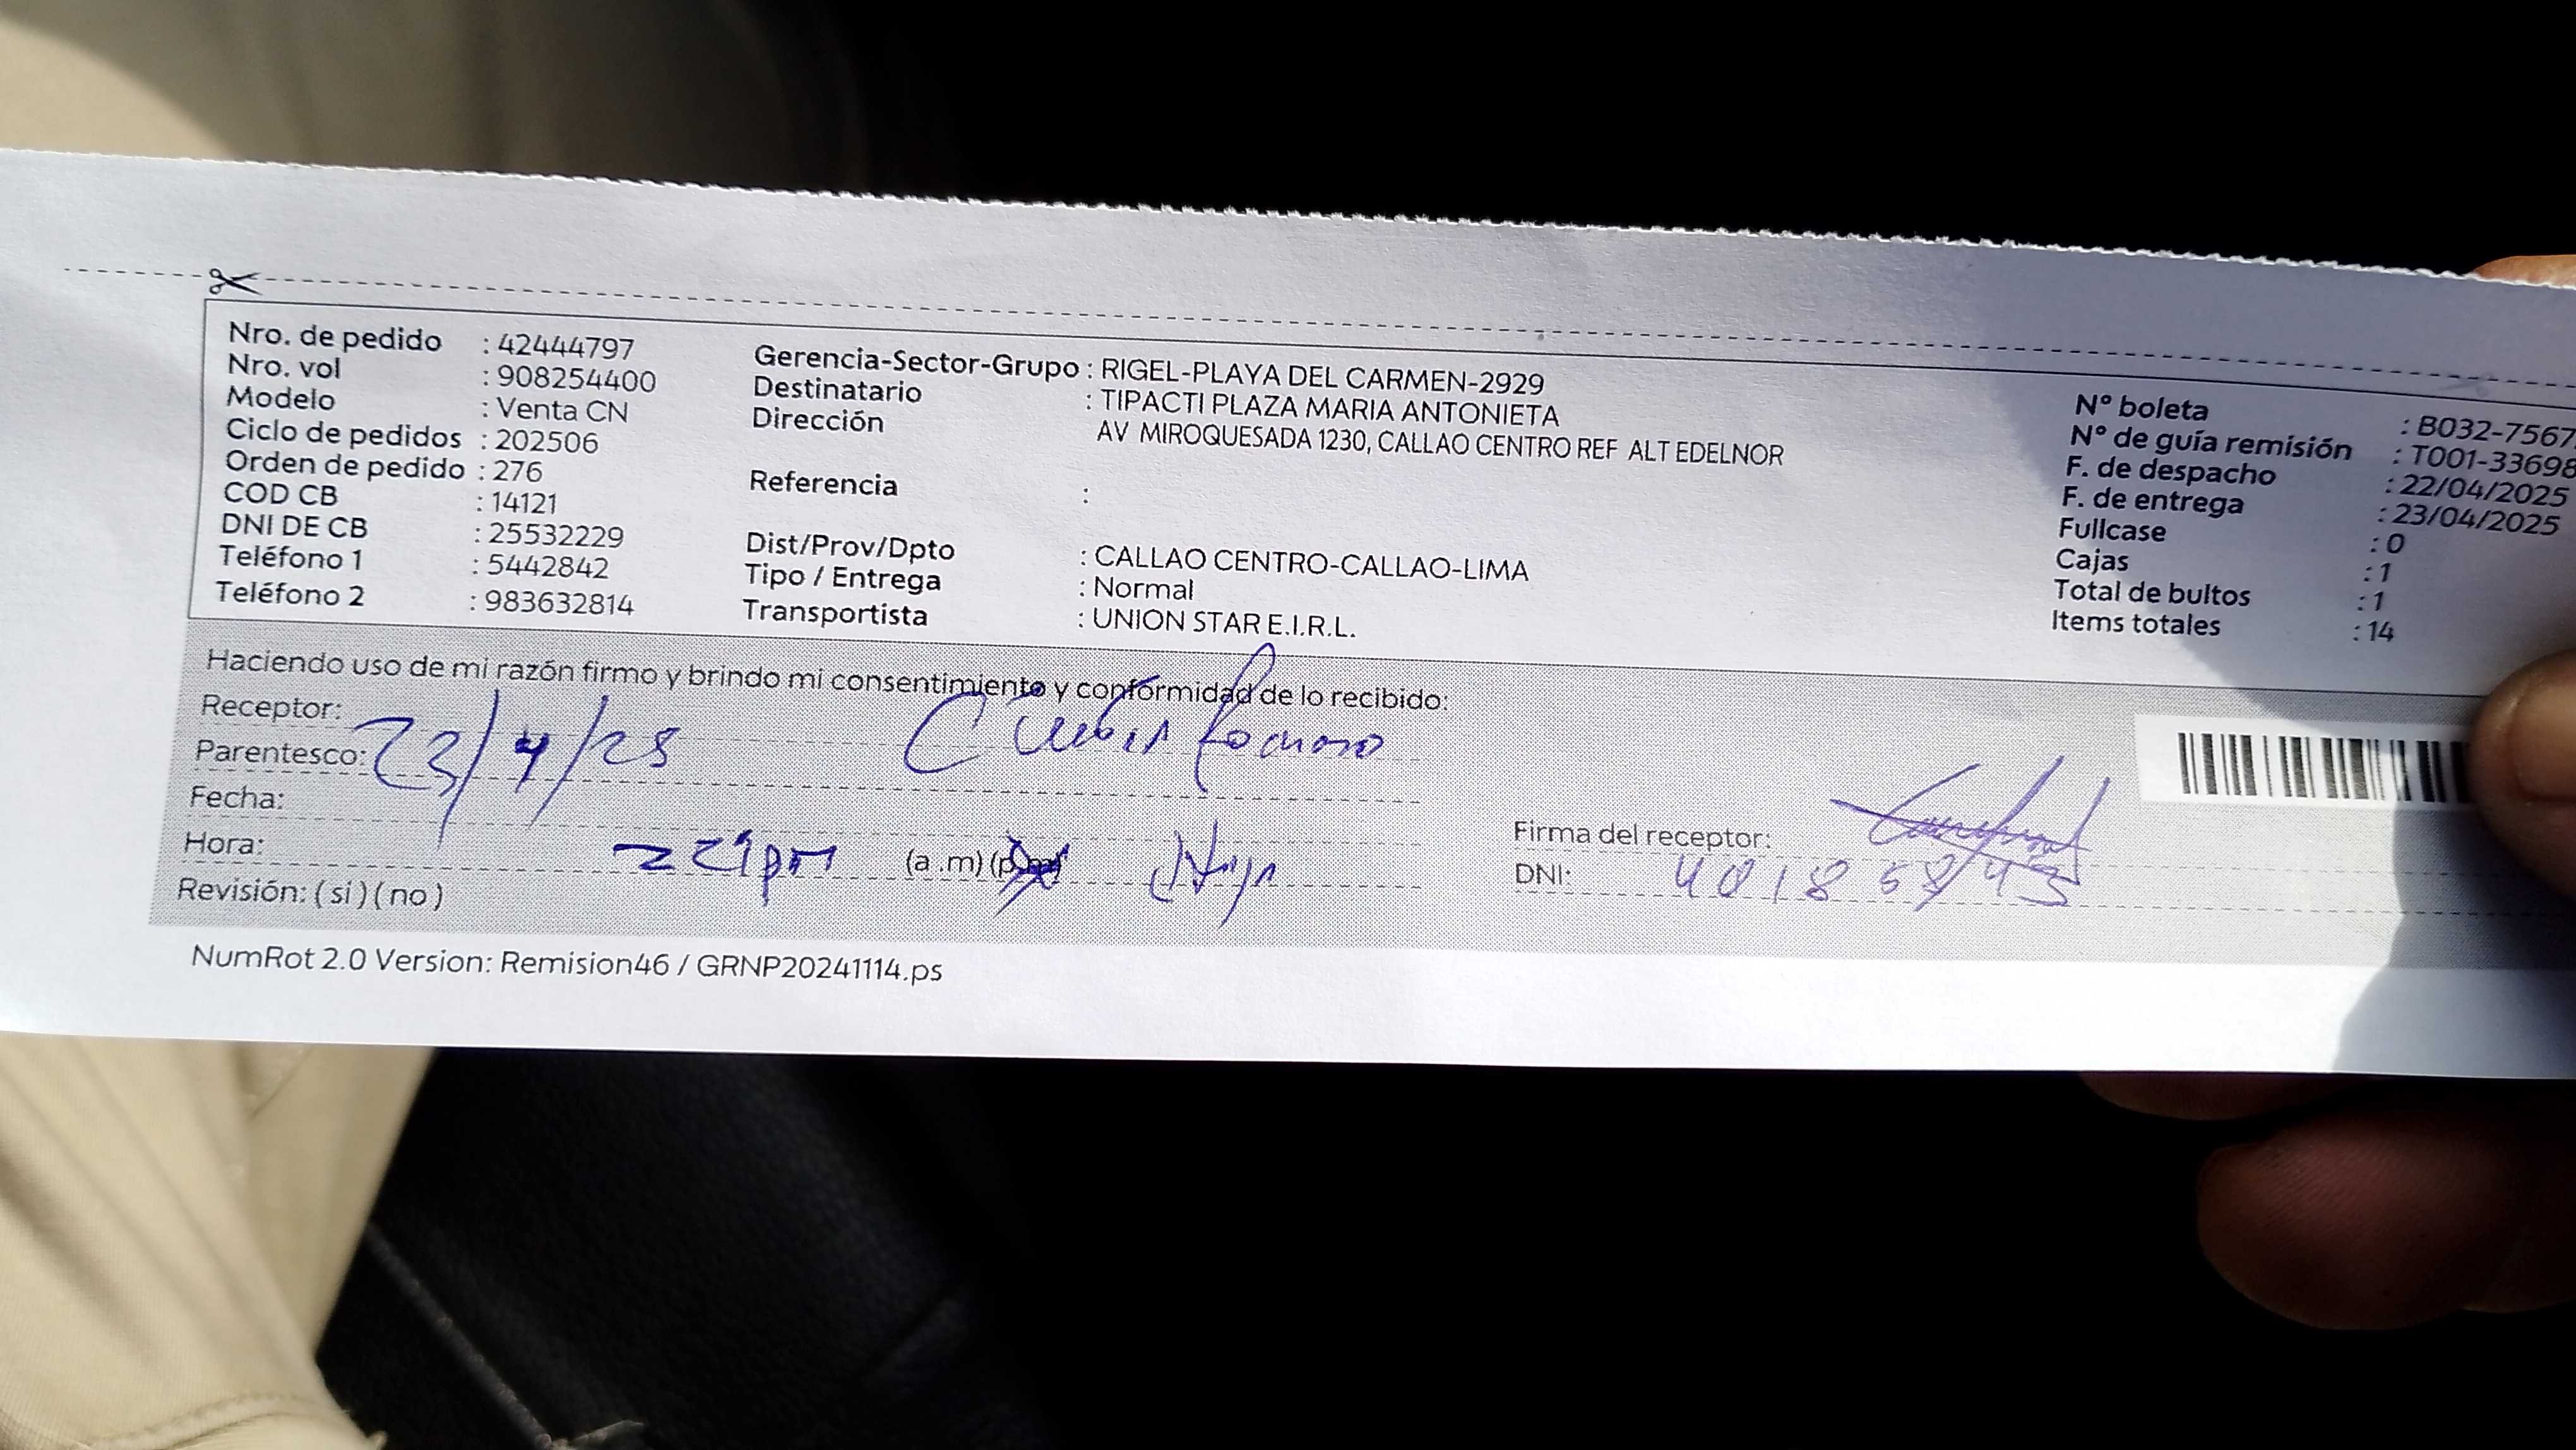 Nro. de pedido : 42444797
Nro. vol : 908254400
Modelo : Venta CN
Ciclo de pedidos : 202506
Orden de pedido : 276
COD CB : 14121
DNI DE CB : 25532229
Teléfono 1 : 5442842
Teléfono 2 : 983632814
Gerencia-Sector-Grupo : RIGEL-PLAYA DEL CARMEN-2929
Destinatario : TIPACTI PLAZA MARIA ANTONIETA
Dirección AV MIROQUESADA 1230, CALLAO CENTRO REF ALT EDELNOR
Referencia :
Dist/Prov/Dpto : CALLAO CENTRO-CALLAO-LIMA
Tipo / Entrega : Normal
Transportista : UNION STAR E.I.R.L.
Nº boleta : B032-7567
Nº de guía remisión : T001-33698
F. de despacho : 22/04/2025
F. de entrega : 23/04/2025
Fullcase : 0
Cajas : 1
Total de bultos : 1
Items totales : 14
Haciendo uso de mi razón firmo y brindo mi consentimiento y conformidad de lo recibido:
Receptor:
Parentesco: 23/4/25
Fecha:
Hora: (a .m)
Revisión: ( si ) ( no )
Firma del receptor:
DNI:
NumRot 2.0 Version: Remision46 / GRNP20241114.ps